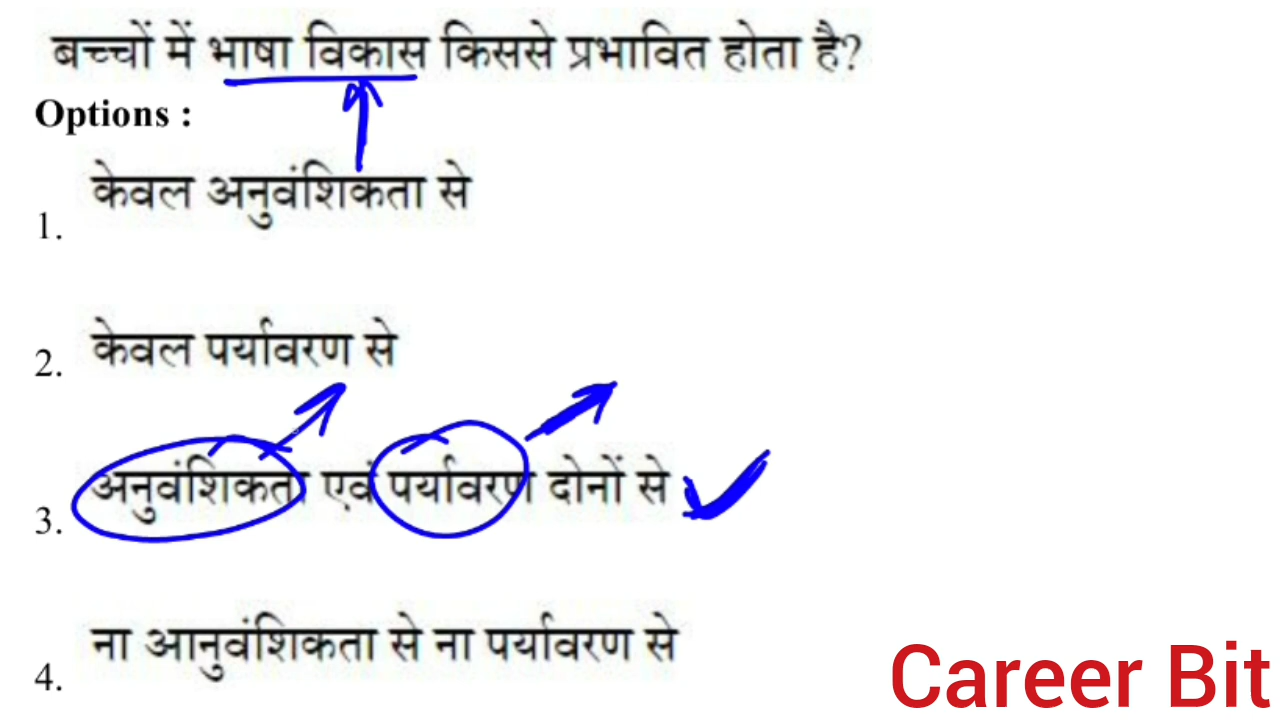 बच्चों में भाषा विकास किससे प्रभावित होता है?
Options :
1. केवल अनुवंशिकता से
2. केवल पर्यावरण से
3. अनुवंशिकता एवं पर्यावरण दोनों से
4. ना आनुवंशिकता से ना पर्यावरण से
Career Bit